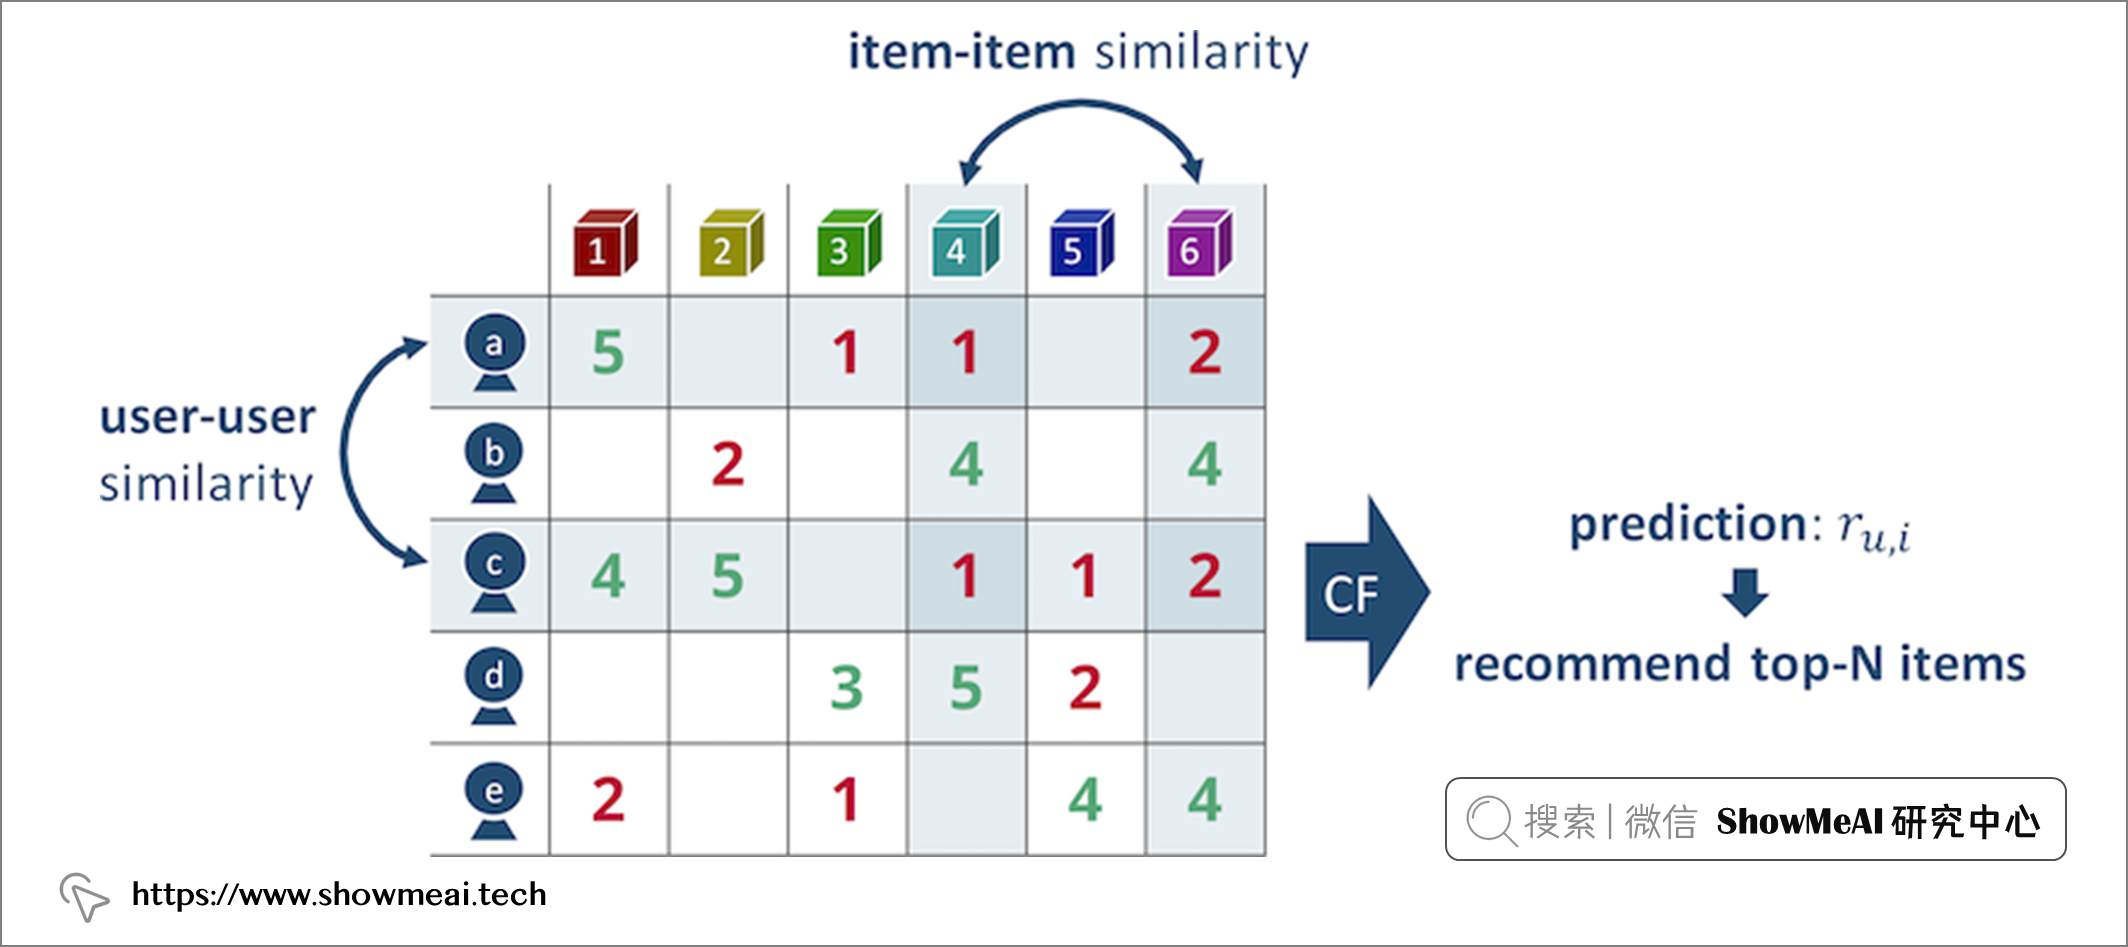 item-item similarity
1 2 3 4 5 6
a 5 1 1 2
user-user
similarity
b 2 4 4
c 4 5 1 1 2
d 3 5 2
e 2 1 4 4
CF
prediction: r_{u,i}
recommend top-N items
搜索 | 微信 ShowMeAI 研究中心
https://www.showmeai.tech